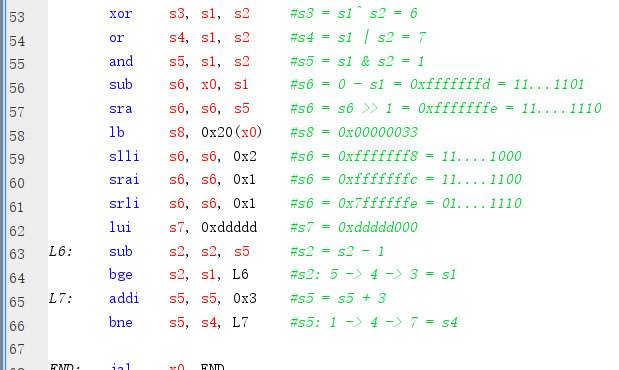 53 xor s3, s1, s2 #s3 = s1^ s2 = 6
54 or s4, s1, s2 #s4 = s1 | s2 = 7
55 and s5, s1, s2 #s5 = s1 & s2 = 1
56 sub s6, x0, s1 #s6 = 0 - s1 = 0xfffffffd = 11...1101
57 sra s6, s6, s5 #s6 = s6 >> 1 = 0xfffffffe = 11....1110
58 lb s8, 0x20(x0) #s8 = 0x00000033
59 slli s6, s6, 0x2 #s6 = 0xfffffff8 = 11....1000
60 srai s6, s6, 0x1 #s6 = 0xfffffffc = 11....1100
61 srli s6, s6, 0x1 #s6 = 0x7ffffffe = 01....1110
62 lui s7, 0xddddd #s7 = 0xddddd000
63 L6: sub s2, s2, s5 #s2 = s2 - 1
64 bge s2, s1, L6 #s2: 5 -> 4 -> 3 = s1
65 L7: addi s5, s5, 0x3 #s5 = s5 + 3
66 bne s5, s4, L7 #s5: 1 -> 4 -> 7 = s4
67
END: jal x0, END